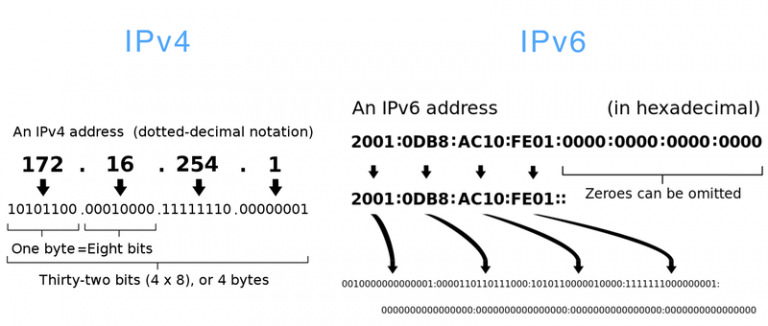 IPv4
An IPv4 address (dotted-decimal notation)
172 . 16 . 254 . 1
10101100 .00010000 .11111110 .00000001
One byte=Eight bits
Thirty-two bits (4 x 8), or 4 bytes
IPv6
An IPv6 address (in hexadecimal)
2001:0DB8:AC10:FE01:0000:0000:0000:0000
2001:0DB8:AC10:FE01::
Zeroes can be omitted
0010000000000001:0000110110111000:1010110000010000:1111111000000001:
0000000000000000:0000000000000000:0000000000000000:0000000000000000